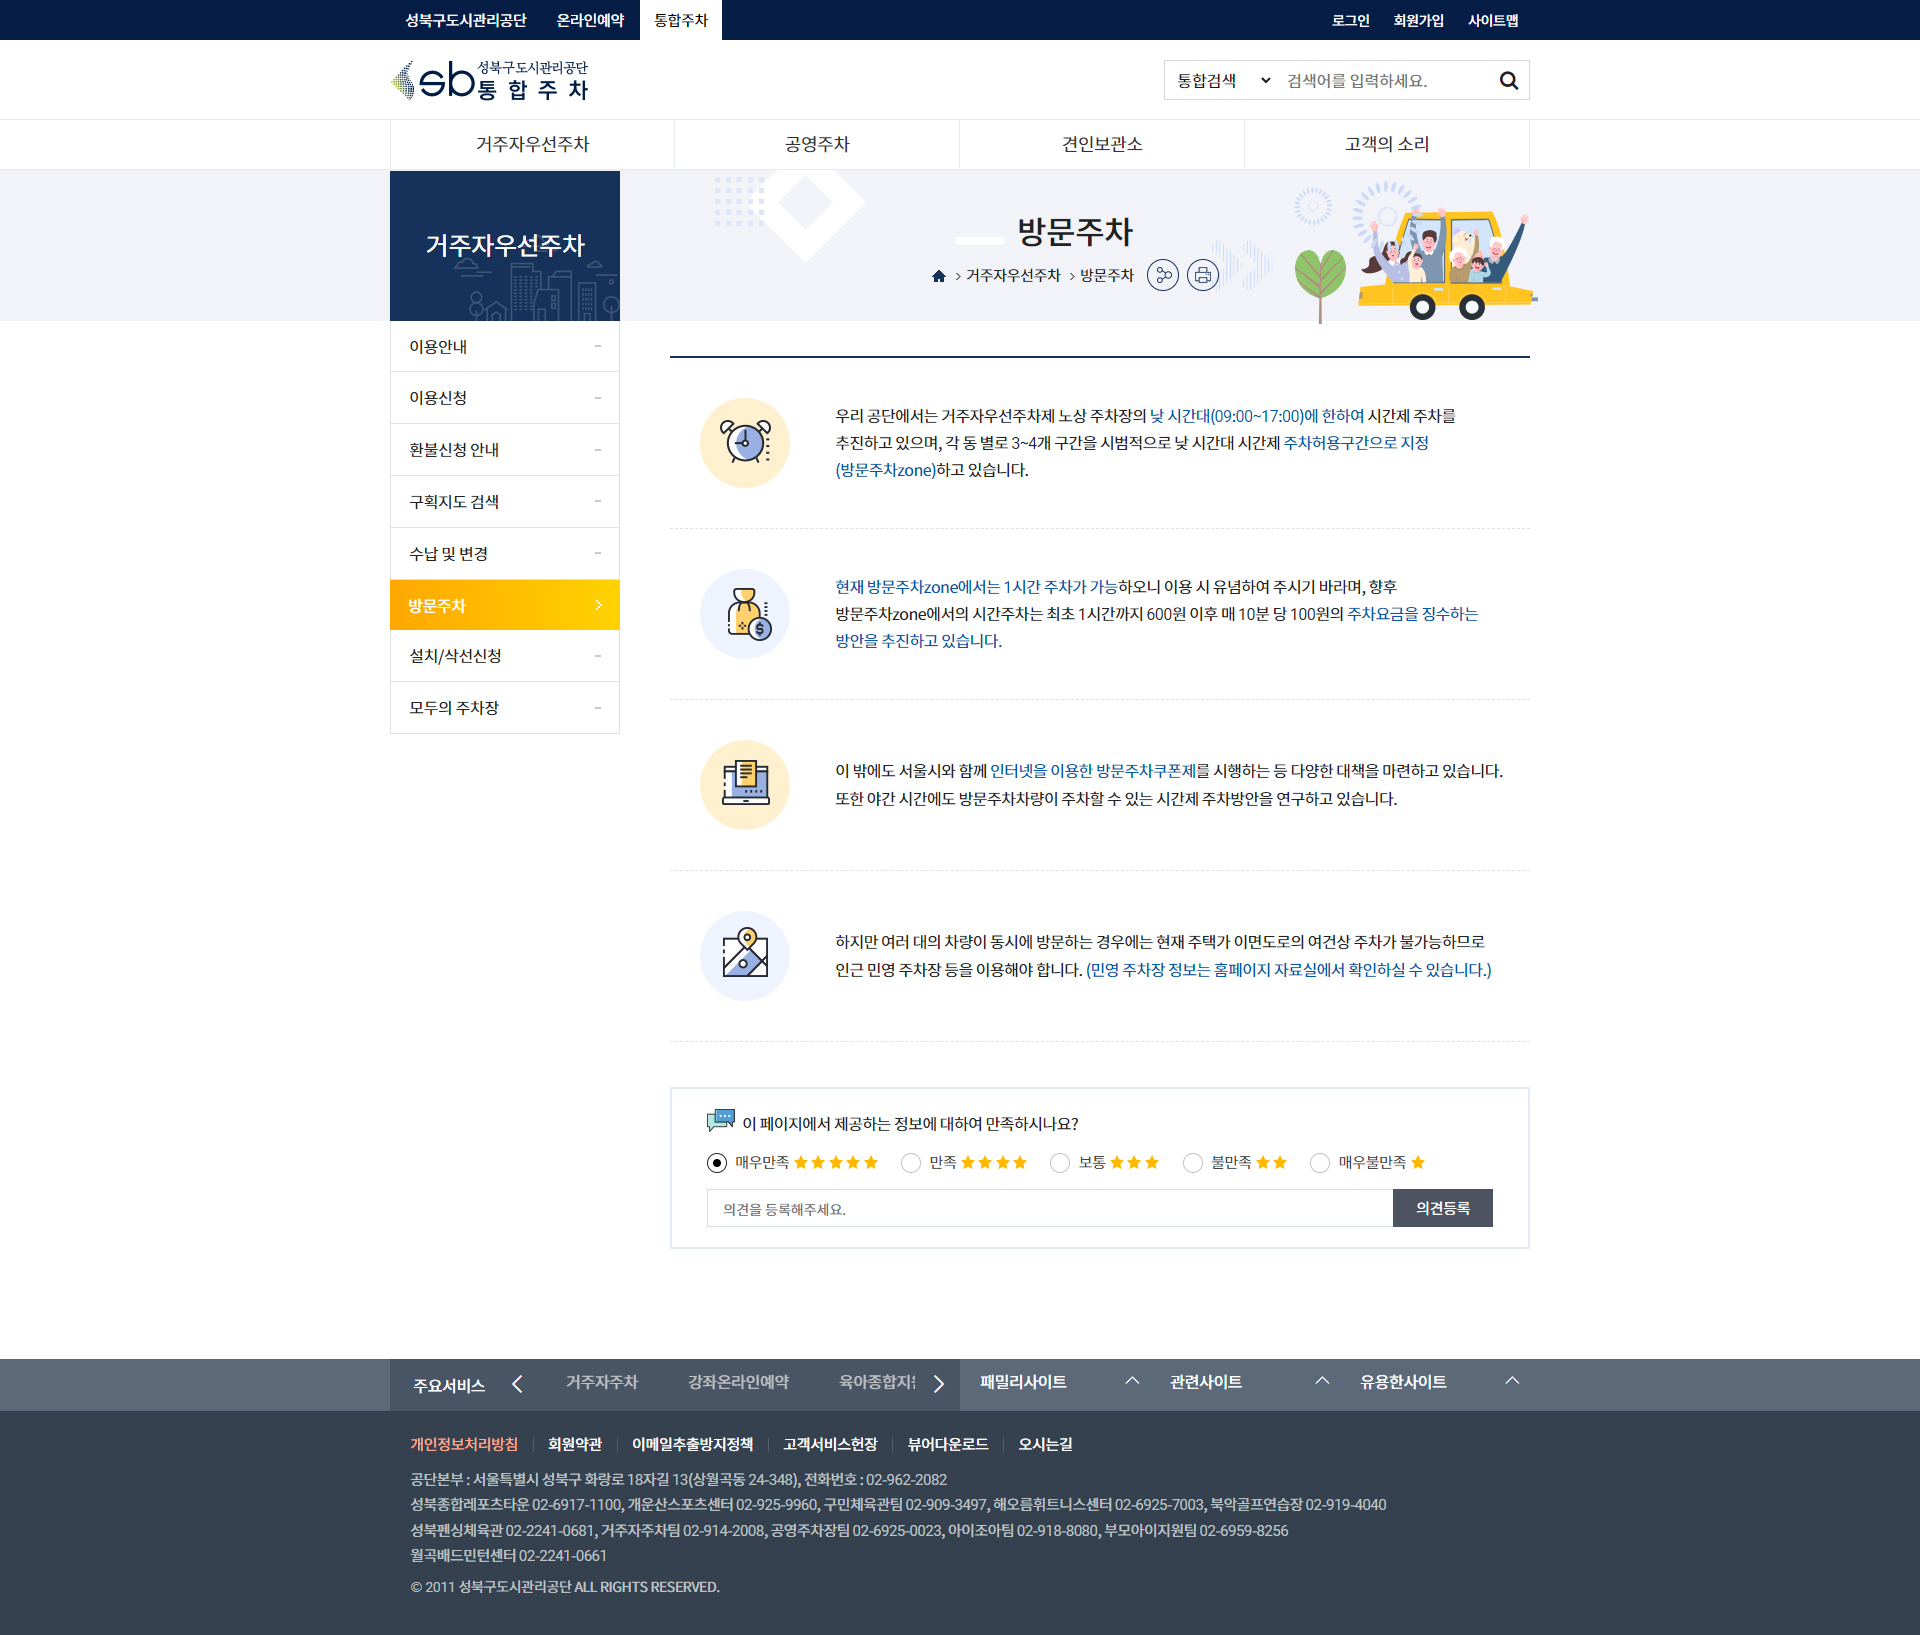 성북구도시관리공단 온라인예약 통합주차 로그인 회원가입 사이트맵
sb 성북구도시관리공단 통합주차
통합검색 검색어를 입력하세요.
거주자우선주차 공영주차 견인보관소 고객의 소리
거주자우선주차
방문주차
거주자우선주차 > 방문주차
이용안내
이용신청
환불신청 안내
구획지도 검색
수납 및 변경
방문주차
설치/삭선신청
모두의 주차장
우리 공단에서는 거주자우선주차제 노상 주차장의 낮 시간대(09:00~17:00)에 한하여 시간제 주차를
추진하고 있으며, 각 동 별로 3~4개 구간을 시범적으로 낮 시간대 시간제 주차허용구간으로 지정
(방문주차zone)하고 있습니다.
현재 방문주차zone에서는 1시간 주차가 가능하오니 이용 시 유념하여 주시기 바라며, 향후
방문주차zone에서의 시간주차는 최초 1시간까지 600원 이후 매 10분 당 100원의 주차요금을 징수하는
방안을 추진하고 있습니다.
이 밖에도 서울시와 함께 인터넷을 이용한 방문주차쿠폰제를 시행하는 등 다양한 대책을 마련하고 있습니다.
또한 야간 시간에도 방문주차차량이 주차할 수 있는 시간제 주차방안을 연구하고 있습니다.
하지만 여러 대의 차량이 동시에 방문하는 경우에는 현재 주택가 이면도로의 여건상 주차가 불가능하므로
인근 민영 주차장 등을 이용해야 합니다. (민영 주차장 정보는 홈페이지 자료실에서 확인하실 수 있습니다.)
이 페이지에서 제공하는 정보에 대하여 만족하시나요?
매우만족 ★★★★★ 만족 ★★★★ 보통 ★★★ 불만족 ★★ 매우불만족 ★
의견을 등록해주세요. 의견등록
주요서비스 거주자주차 강좌온라인예약 육아종합지원 패밀리사이트 관련사이트 유용한사이트
개인정보처리방침 회원약관 이메일추출방지정책 고객서비스헌장 뷰어다운로드 오시는길
공단본부 : 서울특별시 성북구 화랑로 18자길 13(상월곡동 24-348), 전화번호 : 02-962-2082
성북종합레포츠타운 02-6917-1100, 개운산스포츠센터 02-925-9960, 구민체육관팀 02-909-3497, 해오름휘트니스센터 02-6925-7003, 북악골프연습장 02-919-4040
성북펜싱체육관 02-2241-0681, 거주자주차팀 02-914-2008, 공영주차장팀 02-6925-0023, 아이조아팀 02-918-8080, 부모아이지원팀 02-6959-8256
월곡배드민턴센터 02-2241-0661
© 2011 성북구도시관리공단 ALL RIGHTS RESERVED.